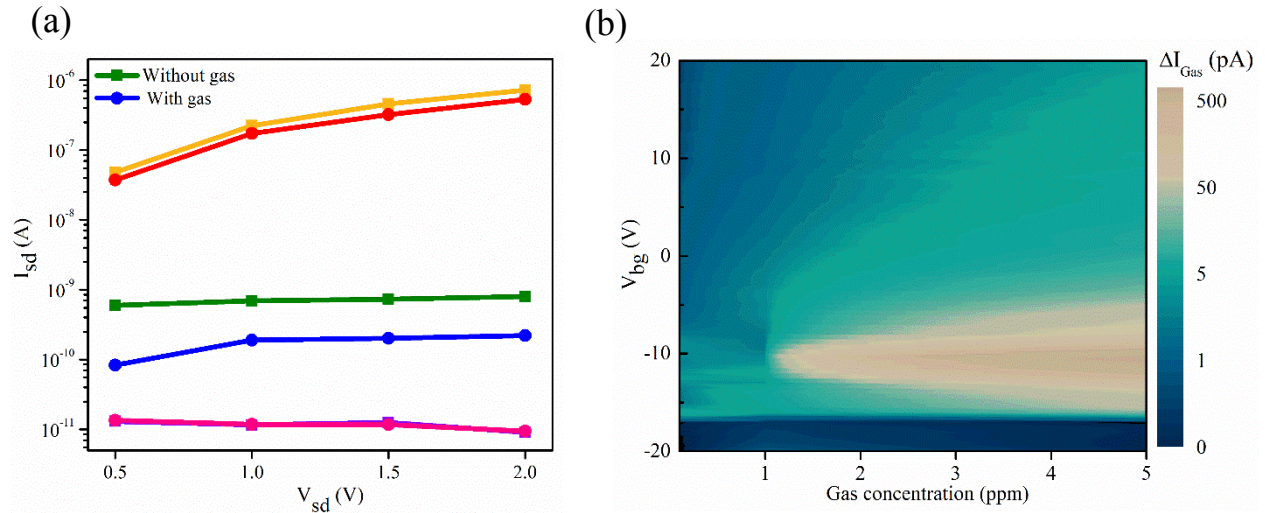 (a)
Without gas
With gas
10⁻⁶
10⁻⁷
10⁻⁸
10⁻⁹
10⁻¹⁰
10⁻¹¹
I_sd (A)
0.5
1.0
1.5
2.0
V_sd (V)
(b)
20
10
0
-10
-20
V_bg (V)
1
2
3
4
5
Gas concentration (ppm)
ΔI_Gas (pA)
500
50
5
1
0